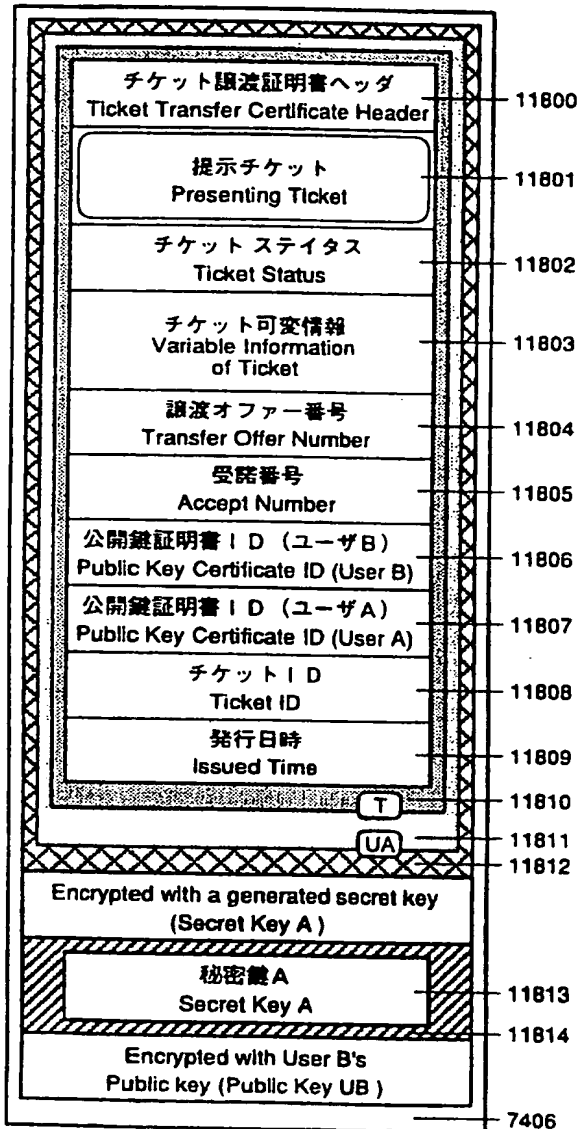 チケット譲渡証明書ヘッダ
Ticket Transfer Certificate Header
11800
提示チケット
Presenting Ticket
11801
チケット ステイタス
Ticket Status
11802
チケット可変情報
Variable Information
of Ticket
11803
譲渡オファー番号
Transfer Offer Number
11804
受諾番号
Accept Number
11805
公開鍵証明書ID(ユーザB)
Public Key Certificate ID (User B)
11806
公開鍵証明書ID(ユーザA)
Public Key Certificate ID (User A)
11807
チケットID
Ticket ID
11808
発行日時
Issued Time
11809
T
11810
UA
11811
11812
Encrypted with a generated secret key
(Secret Key A )
秘密鍵A
Secret Key A
11813
11814
Encrypted with User B's
Public key (Public Key UB )
7406